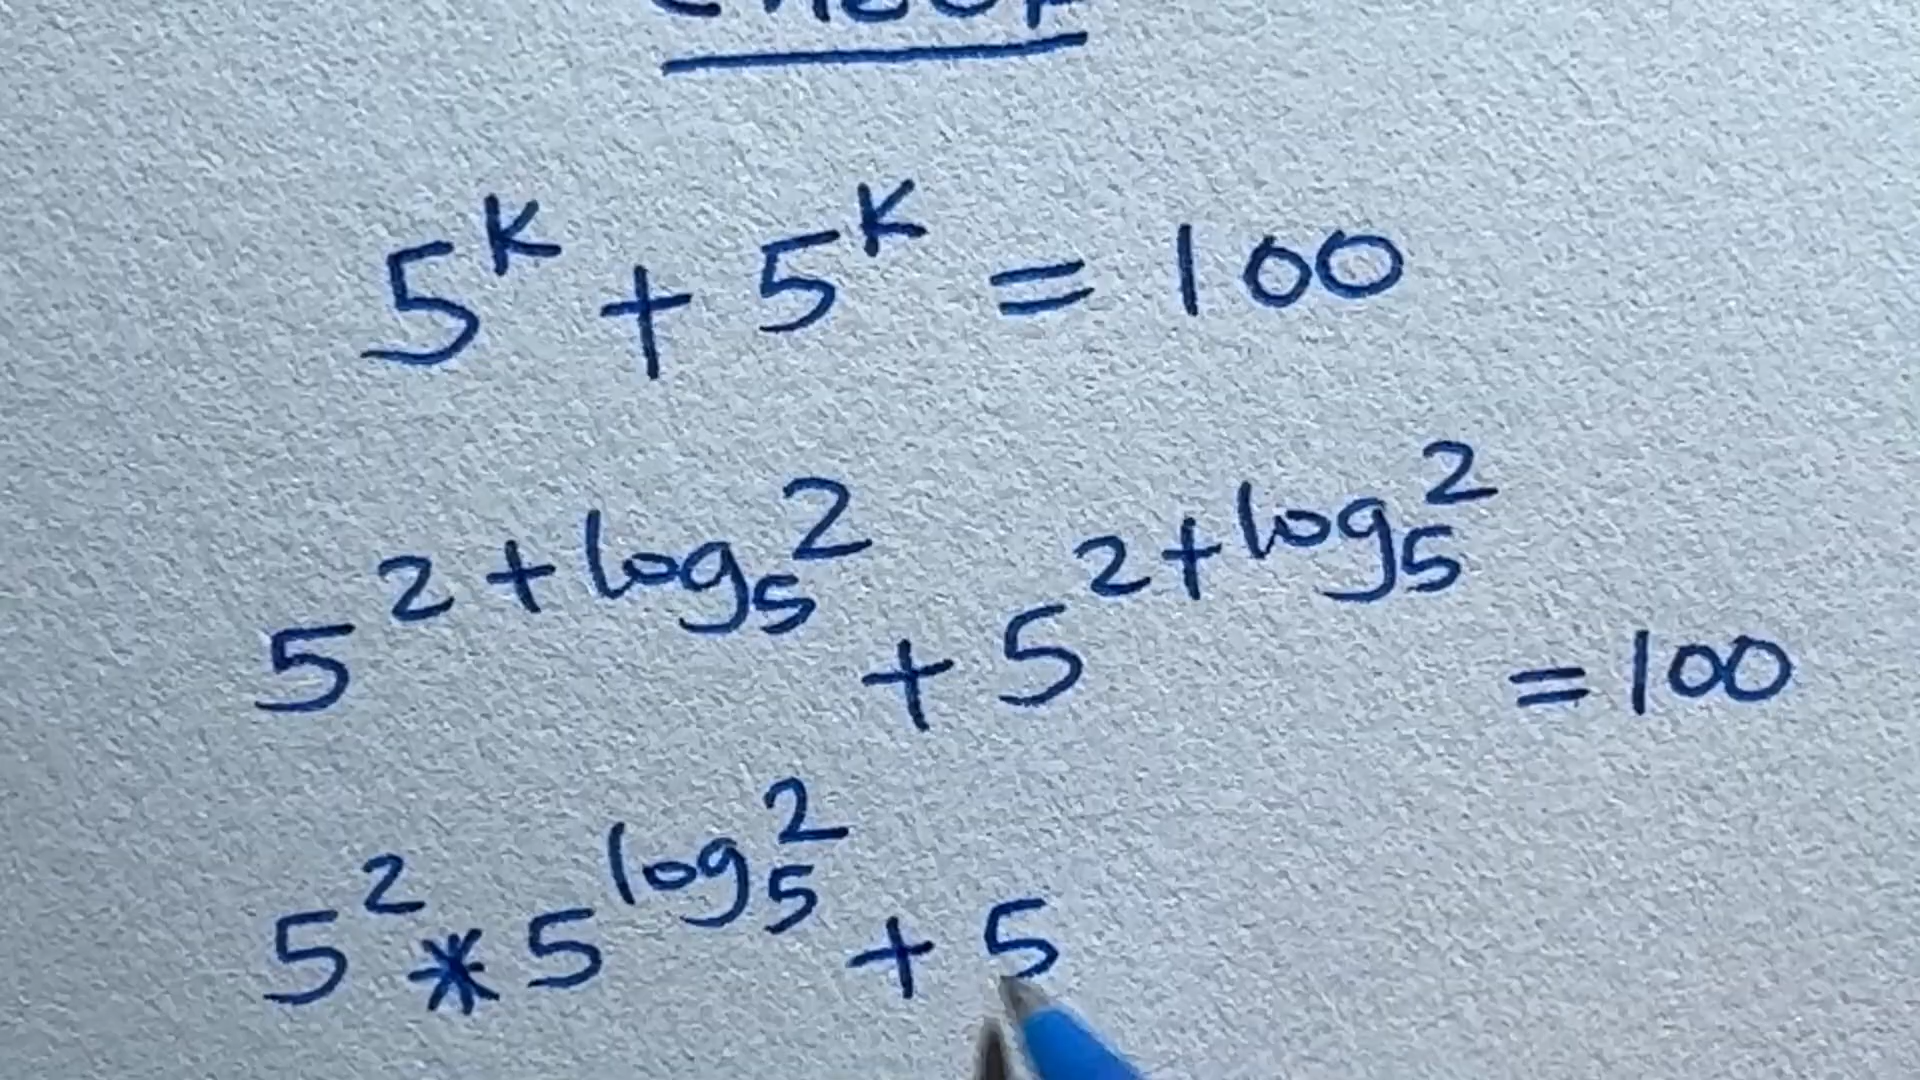 5^k + 5^k = 100
5^{2 + log_5 2} + 5^{2 + log_5 2} = 100
5^2 * 5^{log_5 2} + 5